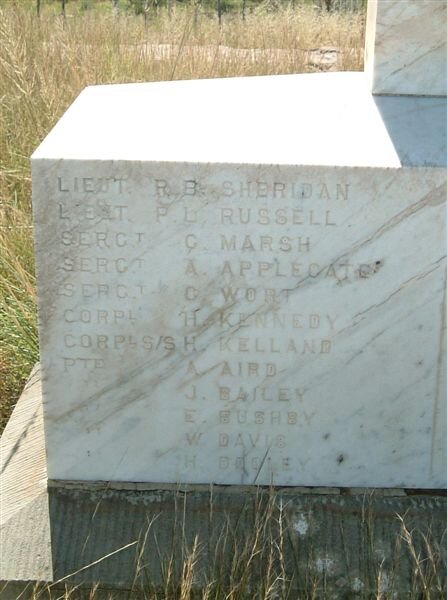 LIEUT. R.B. SHERIDAN
LIEUT. P.L. RUSSELL
SERGT C. MARSH
SERGT A. APPLEGATE
SERGT C. WORT
CORPL H. KENNEDY
CORPL S/S H. KELLAND
PTE A. AIRD
" J. BAILEY
" E. BUSHBY
" W. DAVIS
H.